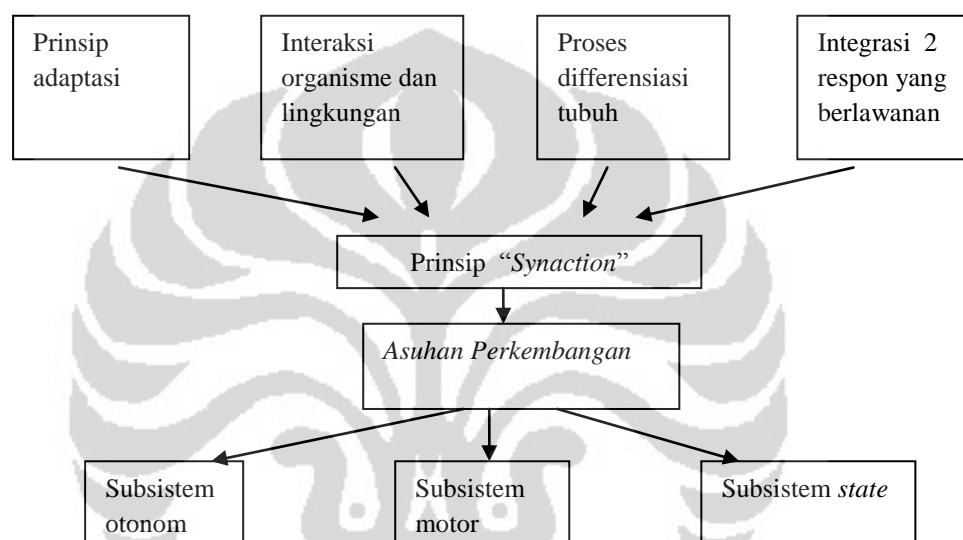 Prinsip
adaptasi
Interaksi
organisme dan
lingkungan
Proses
differensiasi
tubuh
Integrasi 2
respon yang
berlawanan
Prinsip “Synaction”
Asuhan Perkembangan
Subsistem
otonom
Subsistem
motor
Subsistem state